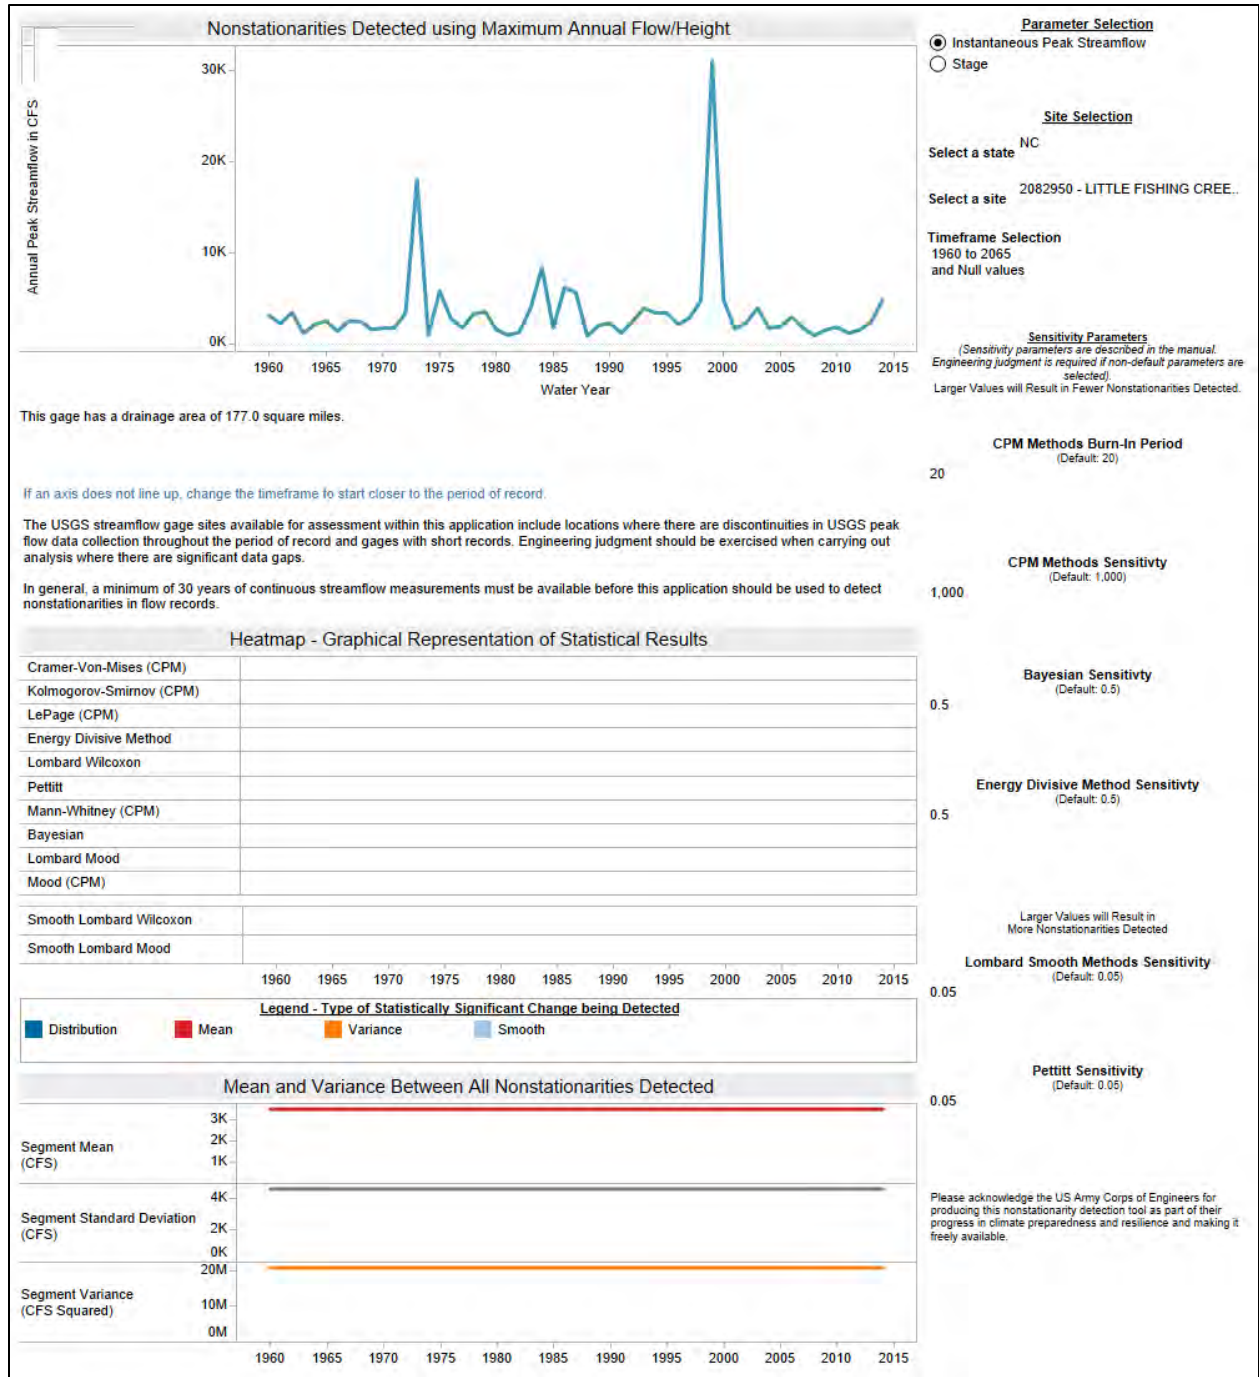 Nonstationarities Detected using Maximum Annual Flow/Height
Annual Peak Streamflow in CFS
30K
20K
10K
0K
1960 1965 1970 1975 1980 1985 1990 1995 2000 2005 2010 2015
Water Year
This gage has a drainage area of 177.0 square miles.
If an axis does not line up, change the timeframe to start closer to the period of record.
The USGS streamflow gage sites available for assessment within this application include locations where there are discontinuities in USGS peak
flow data collection throughout the period of record and gages with short records. Engineering judgment should be exercised when carrying out
analysis where there are significant data gaps.
In general, a minimum of 30 years of continuous streamflow measurements must be available before this application should be used to detect
nonstationarities in flow records.
Heatmap - Graphical Representation of Statistical Results
Cramer-Von-Mises (CPM)
Kolmogorov-Smirnov (CPM)
LePage (CPM)
Energy Divisive Method
Lombard Wilcoxon
Pettitt
Mann-Whitney (CPM)
Bayesian
Lombard Mood
Mood (CPM)
Smooth Lombard Wilcoxon
Smooth Lombard Mood
1960 1965 1970 1975 1980 1985 1990 1995 2000 2005 2010 2015
Legend - Type of Statistically Significant Change being Detected
Distribution Mean Variance Smooth
Mean and Variance Between All Nonstationarities Detected
Segment Mean
(CFS)
3K
2K
1K
Segment Standard Deviation
(CFS)
4K
2K
0K
Segment Variance
(CFS Squared)
20M
10M
0M
1960 1965 1970 1975 1980 1985 1990 1995 2000 2005 2010 2015
Parameter Selection
Instantaneous Peak Streamflow
Stage
Site Selection
Select a state NC
Select a site 2082950 - LITTLE FISHING CREE..
Timeframe Selection
1960 to 2065
and Null values
Sensitivity Parameters
(Sensitivity parameters are described in the manual.
Engineering judgment is required if non-default parameters are
selected).
Larger Values will Result in Fewer Nonstationarities Detected.
CPM Methods Burn-In Period
(Default: 20)
20
CPM Methods Sensitivty
(Default: 1,000)
1,000
Bayesian Sensitivty
(Default: 0.5)
0.5
Energy Divisive Method Sensitivty
(Default: 0.5)
0.5
Larger Values will Result in
More Nonstationarities Detected
Lombard Smooth Methods Sensitivity
(Default: 0.05)
0.05
Pettitt Sensitivity
(Default: 0.05)
0.05
Please acknowledge the US Army Corps of Engineers for
producing this nonstationarity detection tool as part of their
progress in climate preparedness and resilience and making it
freely available.